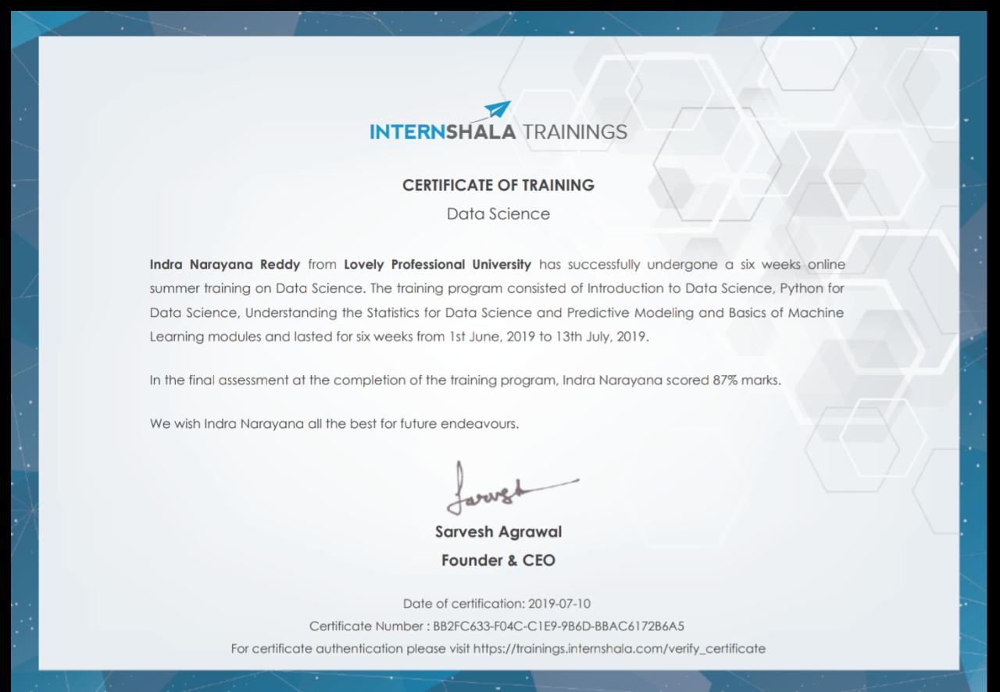 INTERNSHALA TRAININGS
CERTIFICATE OF TRAINING
Data Science
Indra Narayana Reddy from Lovely Professional University has successfully undergone a six weeks online
summer training on Data Science. The training program consisted of Introduction to Data Science, Python for
Data Science, Understanding the Statistics for Data Science and Predictive Modeling and Basics of Machine
Learning modules and lasted for six weeks from 1st June, 2019 to 13th July, 2019.
In the final assessment at the completion of the training program, Indra Narayana scored 87% marks.
We wish Indra Narayana all the best for future endeavours.
Sarvesh
Sarvesh Agrawal
Founder & CEO
Date of certification: 2019-07-10
Certificate Number : BB2FC633-F04C-C1E9-9B6D-BBAC6172B6A5
For certificate authentication please visit https://trainings.internshala.com/verify_certificate